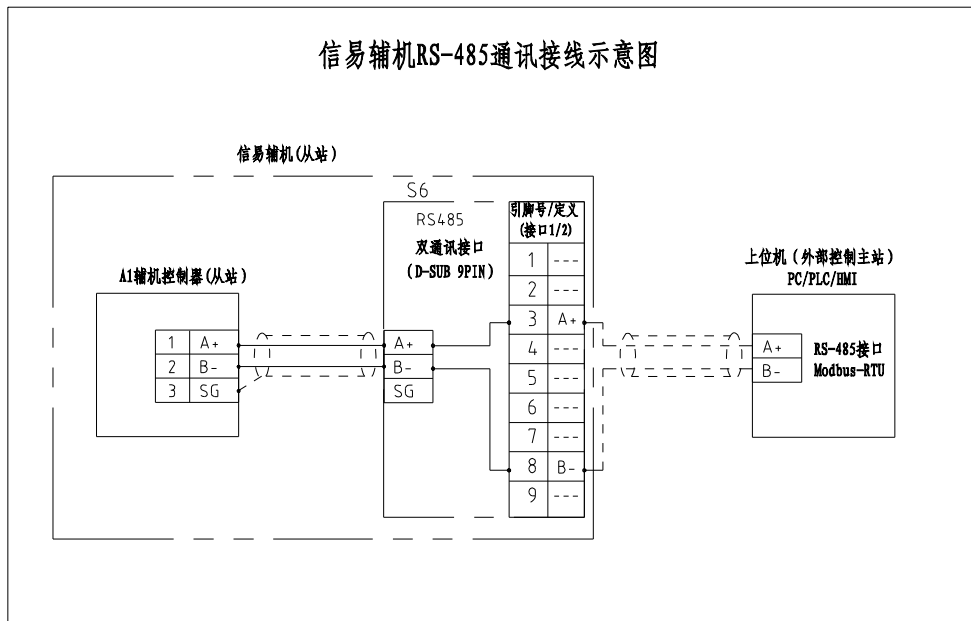 信易辅机RS-485通讯接线示意图
信易辅机(从站)
S6
RS485
双通讯接口
(D-SUB 9PIN)
引脚号/定义
(接口1/2)
1 ---
2 ---
3 A+
4 ---
5 ---
6 ---
7 ---
8 B-
9 ---
A1辅机控制器(从站)
1 A+
2 B-
3 SG
A+
B-
SG
上位机(外部控制主站)
PC/PLC/HMI
A+
B-
RS-485接口
Modbus-RTU